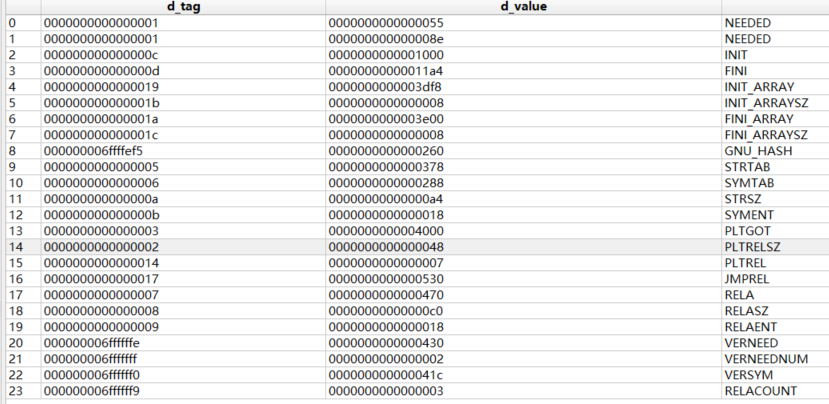 d_tag d_value
0 0000000000000001 0000000000000055 NEEDED
1 0000000000000001 000000000000008e NEEDED
2 000000000000000c 0000000000001000 INIT
3 000000000000000d 00000000000011a4 FINI
4 0000000000000019 0000000000003df8 INIT_ARRAY
5 000000000000001b 0000000000000008 INIT_ARRAYSZ
6 000000000000001a 0000000000003e00 FINI_ARRAY
7 000000000000001c 0000000000000008 FINI_ARRAYSZ
8 000000006ffffef5 0000000000000260 GNU_HASH
9 0000000000000005 0000000000000378 STRTAB
10 0000000000000006 0000000000000288 SYMTAB
11 000000000000000a 00000000000000a4 STRSZ
12 000000000000000b 0000000000000018 SYMENT
13 0000000000000003 0000000000004000 PLTGOT
14 0000000000000002 0000000000000048 PLTRELSZ
15 0000000000000014 0000000000000007 PLTREL
16 0000000000000017 0000000000000530 JMPREL
17 0000000000000007 0000000000000470 RELA
18 0000000000000008 00000000000000c0 RELASZ
19 0000000000000009 0000000000000018 RELAENT
20 000000006ffffffe 0000000000000430 VERNEED
21 000000006fffffff 0000000000000002 VERNEEDNUM
22 000000006ffffff0 000000000000041c VERSYM
23 000000006ffffff9 0000000000000003 RELACOUNT